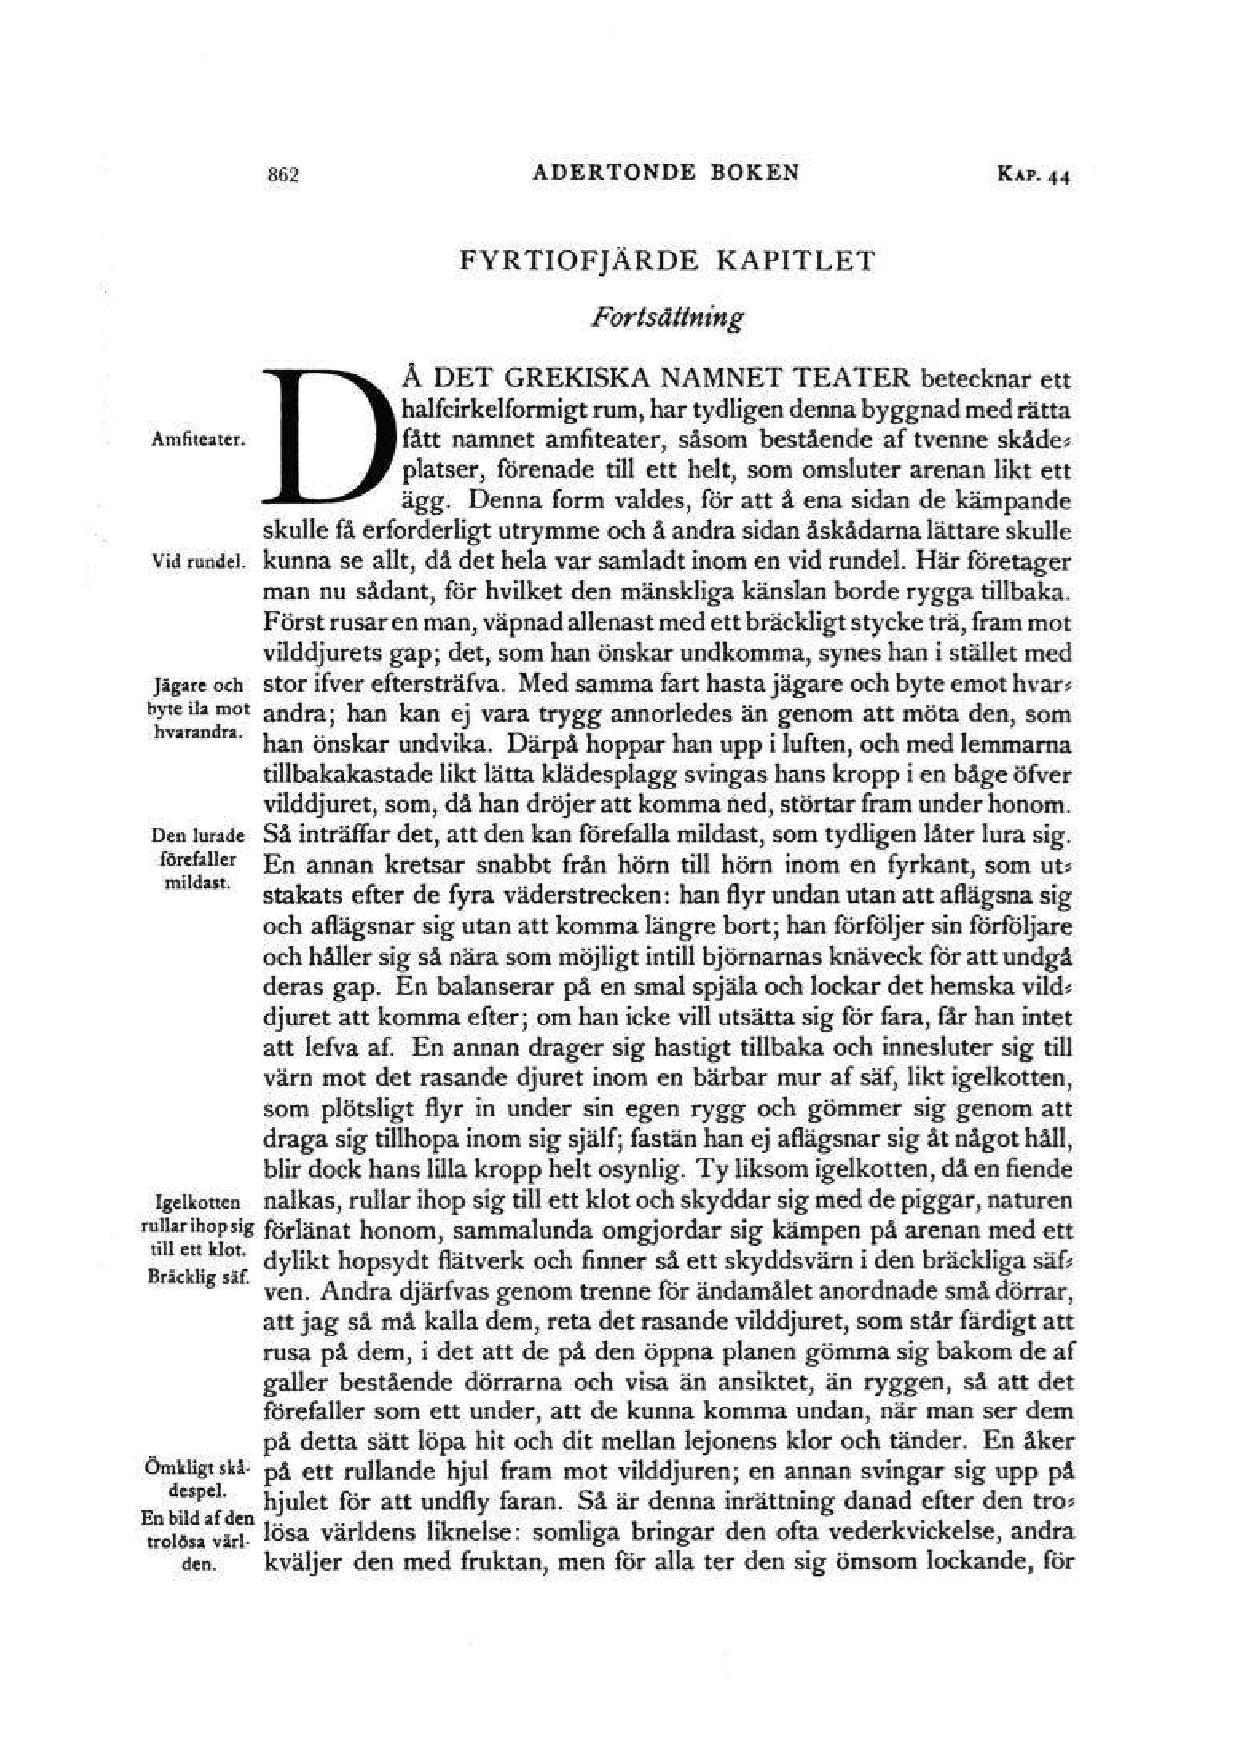 862 ADERTONDE BOKEN KAP. 44
FYRTIOFJÄRDE KAPITLET
Fortsättning
DÅ DET GREKISKA NAMNET TEATER betecknar ett
halfcirkelformigt rum, har tydligen denna byggnad med rätta
Amfiteater.
fått namnet amfiteater, såsom bestående af tvenne skåde-
platser, förenade till ett helt, som omsluter arenan likt ett
ägg. Denna form valdes, för att å ena sidan de kämpande
skulle få erforderligt utrymme och å andra sidan åskådarna lättare skulle
Vid rundel.
kunna se allt, då det hela var samladt inom en vid rundel. Här företager
man nu sådant, för hvilket den mänskliga känslan borde rygga tillbaka.
Först rusar en man, väpnad allenast med ett bräckligt stycke trä, fram mot
vilddjurets gap; det, som han önskar undkomma, synes han i stället med
Jägare och
byte ila mot
hvarandra.
stor ifver eftersträfva. Med samma fart hasta jägare och byte emot hvar-
andra; han kan ej vara trygg annorledes än genom att möta den, som
han önskar undvika. Därpå hoppar han upp i luften, och med lemmarna
tillbakakastade likt lätta klädesplagg svingas hans kropp i en båge öfver
vilddjuret, som, då han dröjer att komma ned, störtar fram under honom.
Den lurade
förefaller
mildast.
Så inträffar det, att den kan förefalla mildast, som tydligen låter lura sig.
En annan kretsar snabbt från hörn till hörn inom en fyrkant, som ut-
stakats efter de fyra väderstrecken: han flyr undan utan att aflägsna sig
och aflägsnar sig utan att komma längre bort; han förföljer sin förföljare
och håller sig så nära som möjligt intill björnarnas knäveck för att undgå
deras gap. En balanserar på en smal spjäla och lockar det hemska vild-
djuret att komma efter; om han icke vill utsätta sig för fara, får han intet
att lefva af. En annan drager sig hastigt tillbaka och innesluter sig till
värn mot det rasande djuret inom en bärbar mur af säf, likt igelkotten,
som plötsligt flyr in under sin egen rygg och gömmer sig genom att
draga sig tillhopa inom sig själf; fastän han ej aflägsnar sig åt något håll,
blir dock hans lilla kropp helt osynlig. Ty liksom igelkotten, då en fiende
Igelkotten
rullar ihop sig
till ett klot.
Bräcklig säf.
nalkas, rullar ihop sig till ett klot och skyddar sig med de piggar, naturen
förlänat honom, sammalunda omgjordar sig kämpen på arenan med ett
dylikt hopsydt flätverk och finner så ett skyddsvärn i den bräckliga säf-
ven. Andra djärfvas genom trenne för ändamålet anordnade små dörrar,
att jag så må kalla dem, reta det rasande vilddjuret, som står färdigt att
rusa på dem, i det att de på den öppna planen gömma sig bakom de af
galler bestående dörrarna och visa än ansiktet, än ryggen, så att det
förefaller som ett under, att de kunna komma undan, när man ser dem
på detta sätt löpa hit och dit mellan lejonens klor och tänder. En åker
Ömkligt skå-
despel.
En bild af den
trolösa värl-
den.
på ett rullande hjul fram mot vilddjuren; en annan svingar sig upp på
hjulet för att undfly faran. Så är denna inrättning danad efter den tro-
lösa världens liknelse: somliga bringar den ofta vederkvickelse, andra
kväljer den med fruktan, men för alla ter den sig ömsom lockande, för